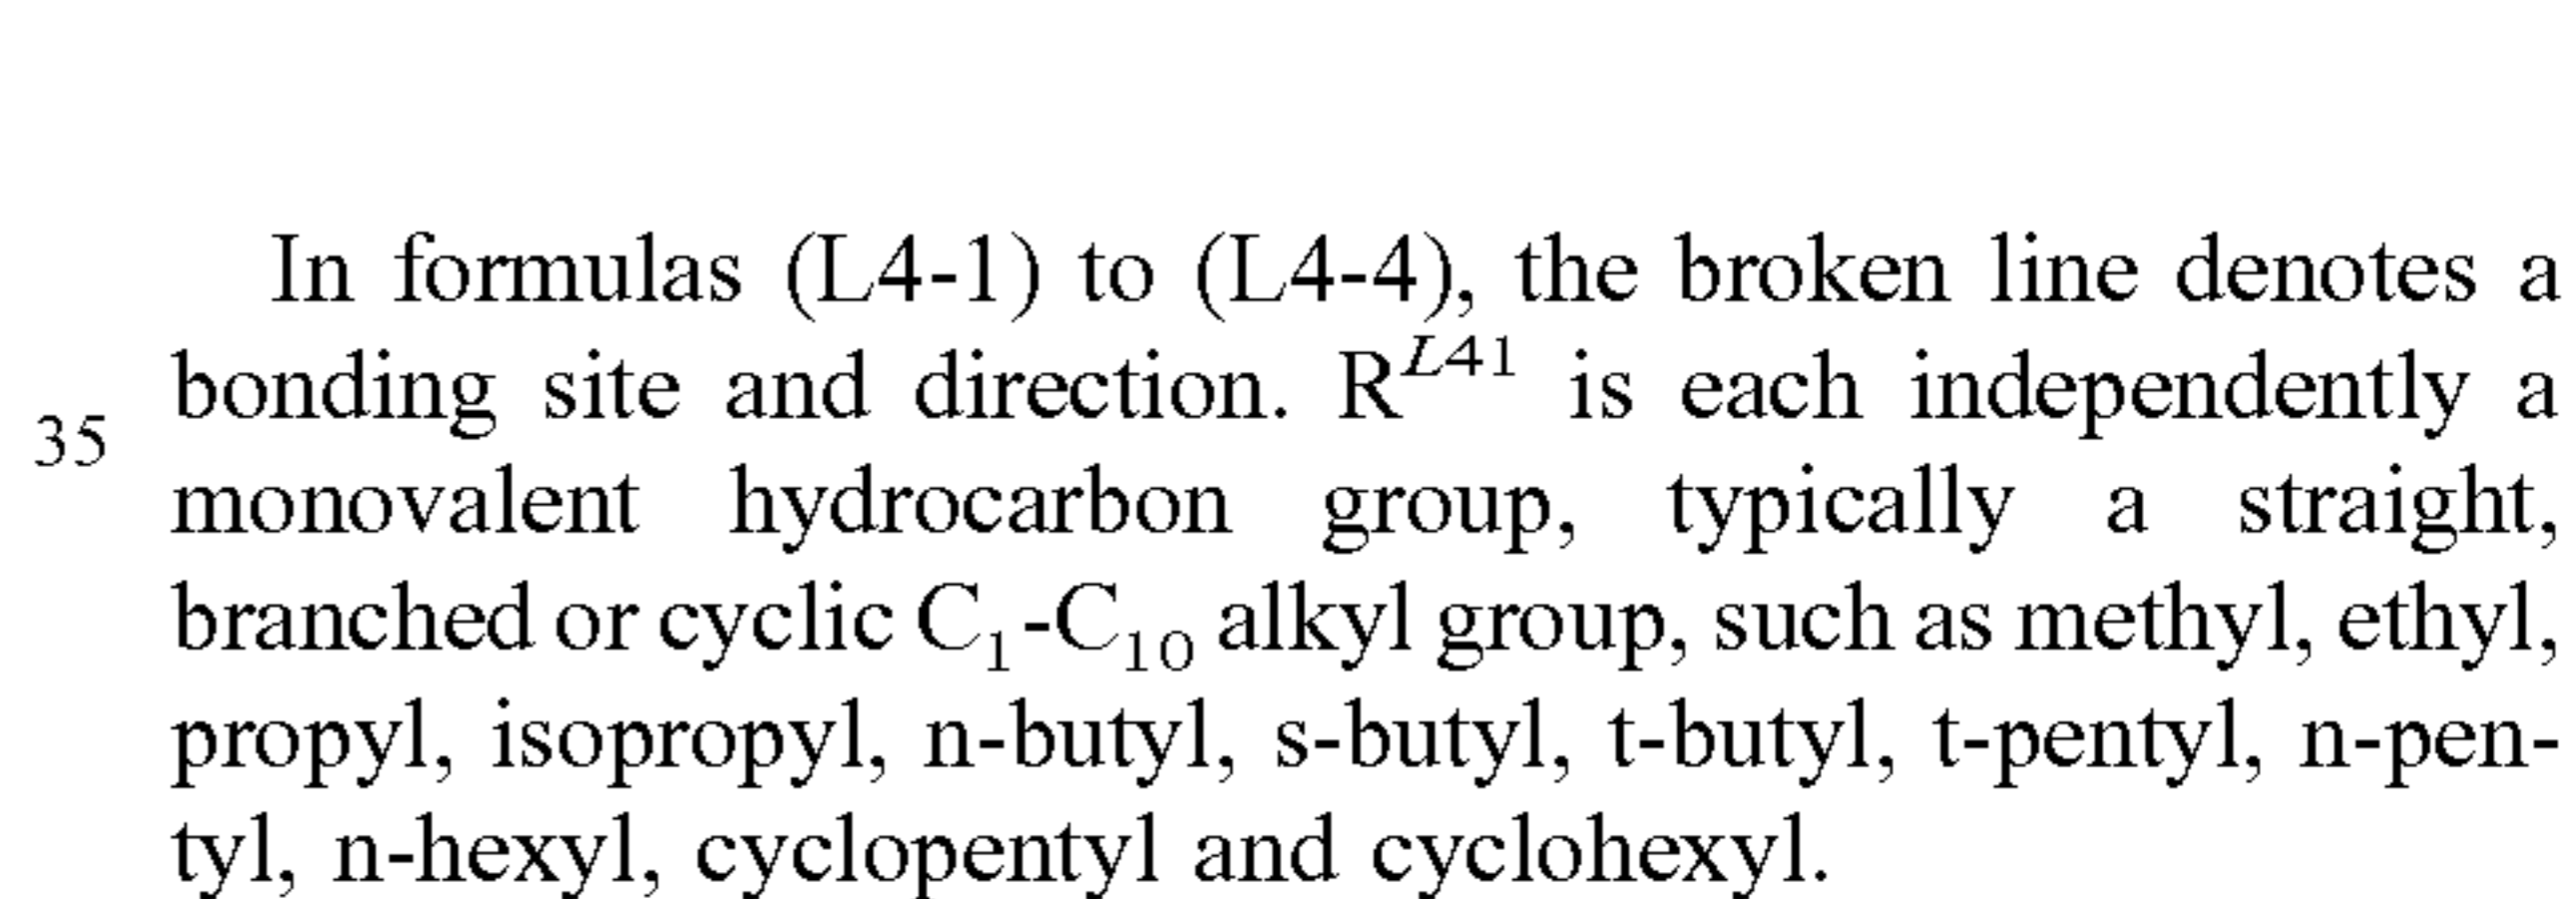 In formulas (L4-1) to (L4-4), the broken line denotes a
bonding site and direction. R^L41 is each independently a
35
monovalent hydrocarbon group, typically a straight,
branched or cyclic C₁-C₁₀ alkyl group, such as methyl, ethyl,
propyl, isopropyl, n-butyl, s-butyl, t-butyl, t-pentyl, n-pen-
tyl, n-hexyl, cyclopentyl and cyclohexyl.